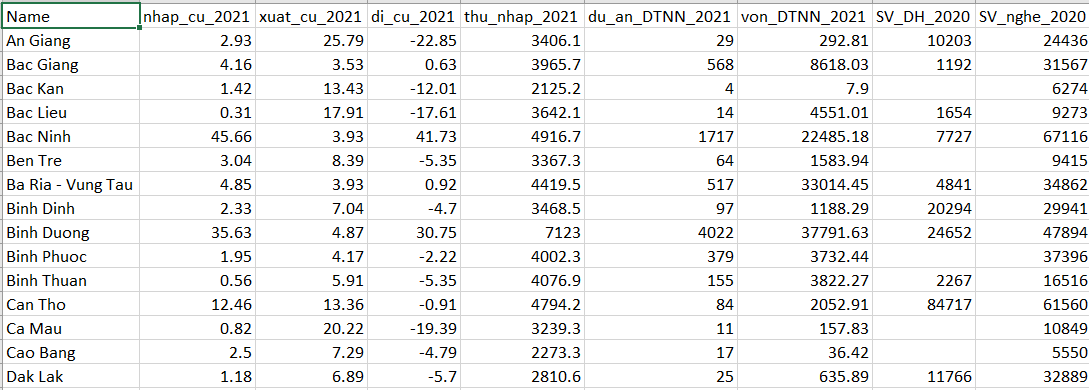 Name nhap_cu_2021 xuat_cu_2021 di_cu_2021 thu_nhap_2021 du_an_DTNN_2021 von_DTNN_2021 SV_DH_2020 SV_nghe_2020
An Giang 2.93 25.79 -22.85 3406.1 29 292.81 10203 24436
Bac Giang 4.16 3.53 0.63 3965.7 568 8618.03 1192 31567
Bac Kan 1.42 13.43 -12.01 2125.2 4 7.9 6274
Bac Lieu 0.31 17.91 -17.61 3642.1 14 4551.01 1654 9273
Bac Ninh 45.66 3.93 41.73 4916.7 1717 22485.18 7727 67116
Ben Tre 3.04 8.39 -5.35 3367.3 64 1583.94 9415
Ba Ria - Vung Tau 4.85 3.93 0.92 4419.5 517 33014.45 4841 34862
Binh Dinh 2.33 7.04 -4.7 3468.5 97 1188.29 20294 29941
Binh Duong 35.63 4.87 30.75 7123 4022 37791.63 24652 47894
Binh Phuoc 1.95 4.17 -2.22 4002.3 379 3732.44 37396
Binh Thuan 0.56 5.91 -5.35 4076.9 155 3822.27 2267 16516
Can Tho 12.46 13.36 -0.91 4794.2 84 2052.91 84717 61560
Ca Mau 0.82 20.22 -19.39 3239.3 11 157.83 10849
Cao Bang 2.5 7.29 -4.79 2273.3 17 36.42 5550
Dak Lak 1.18 6.89 -5.7 2810.6 25 635.89 11766 32889